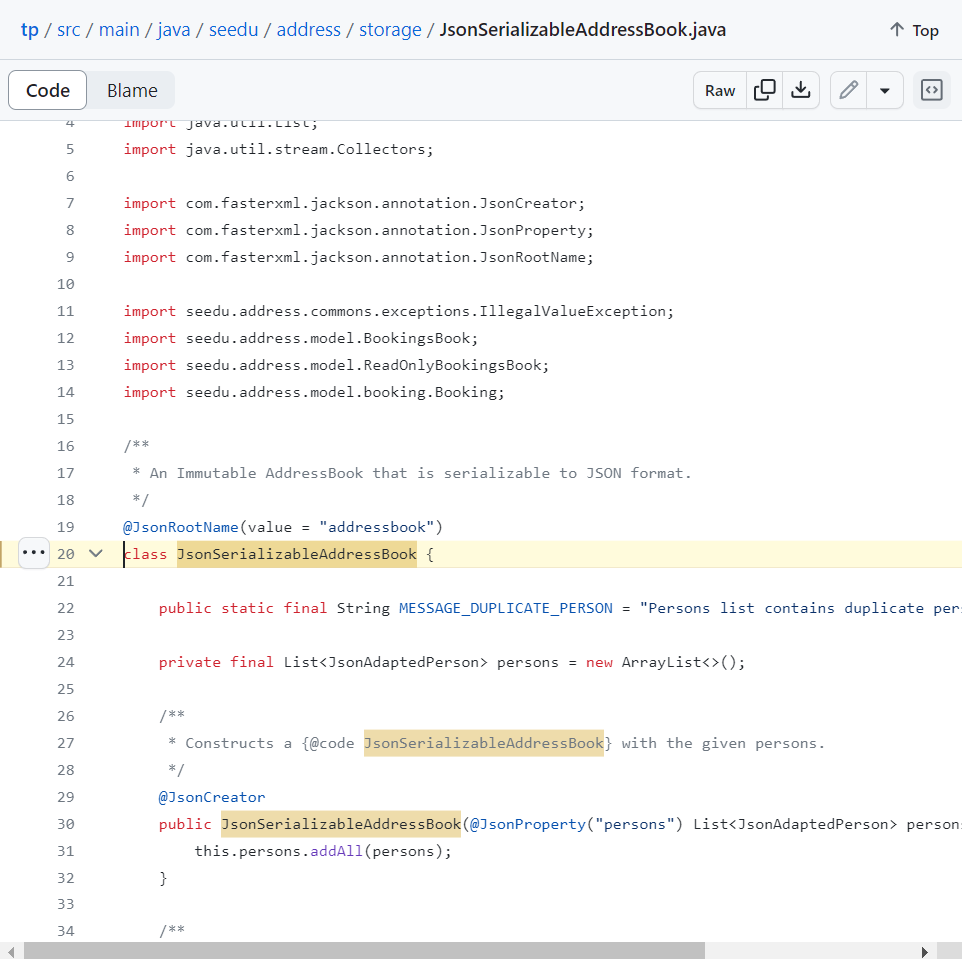 tp / src / main / java / seedu / address / storage / JsonSerializableAddressBook.java
Top
Code
Blame
Raw
4 import java.util.List;
5 import java.util.stream.Collectors;
6
7 import com.fasterxml.jackson.annotation.JsonCreator;
8 import com.fasterxml.jackson.annotation.JsonProperty;
9 import com.fasterxml.jackson.annotation.JsonRootName;
10
11 import seedu.address.commons.exceptions.IllegalValueException;
12 import seedu.address.model.BookingsBook;
13 import seedu.address.model.ReadOnlyBookingsBook;
14 import seedu.address.model.booking.Booking;
15
16 /**
17  * An Immutable AddressBook that is serializable to JSON format.
18  */
19 @JsonRootName(value = "addressbook")
20 class JsonSerializableAddressBook {
21
22     public static final String MESSAGE_DUPLICATE_PERSON = "Persons list contains duplicate per
23
24     private final List<JsonAdaptedPerson> persons = new ArrayList<>();
25
26     /**
27      * Constructs a {@code JsonSerializableAddressBook} with the given persons.
28      */
29     @JsonCreator
30     public JsonSerializableAddressBook(@JsonProperty("persons") List<JsonAdaptedPerson> person
31         this.persons.addAll(persons);
32     }
33
34     /**